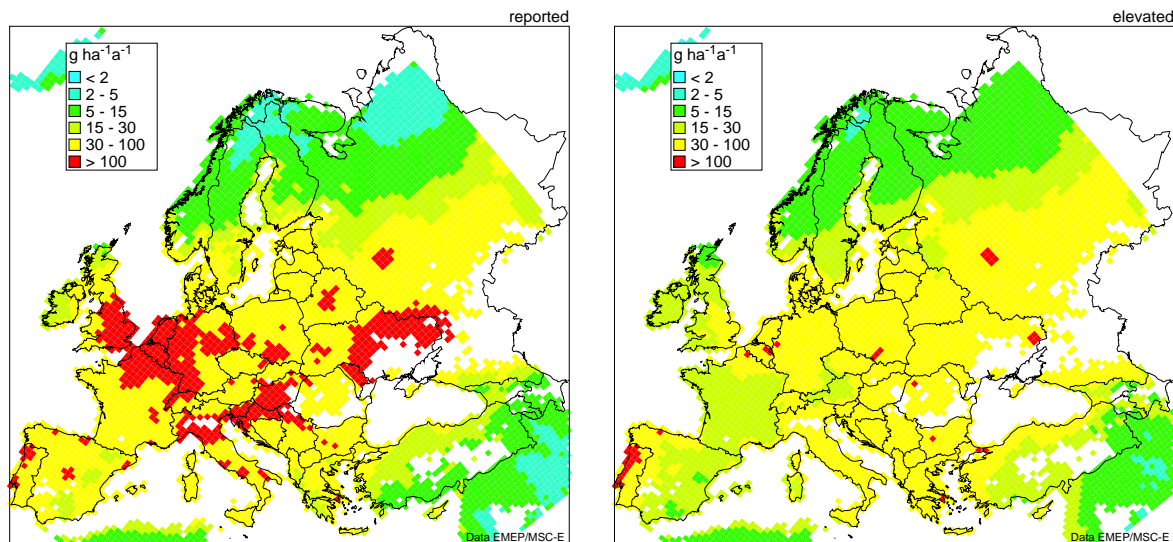 reported
g ha⁻¹a⁻¹
< 2
2 - 5
5 - 15
15 - 30
30 - 100
> 100
Data EMEP/MSC-E
elevated
g ha⁻¹a⁻¹
< 2
2 - 5
5 - 15
15 - 30
30 - 100
> 100
Data EMEP/MSC-E